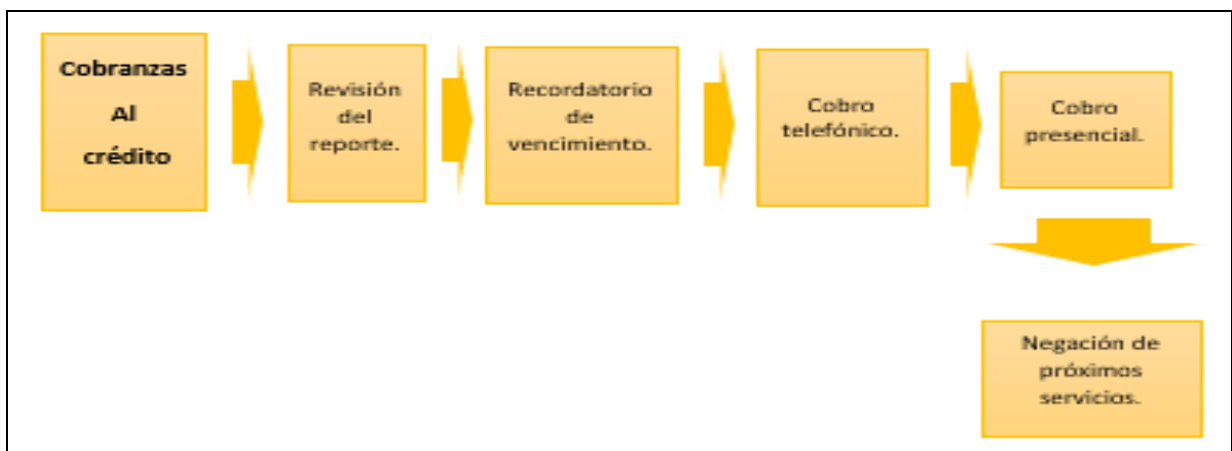 Cobranzas
Al
crédito
Revisión
del
reporte.
Recordatorio
de
vencimiento.
Cobro
telefónico.
Cobro
presencial.
Negación de
próximos
servicios.